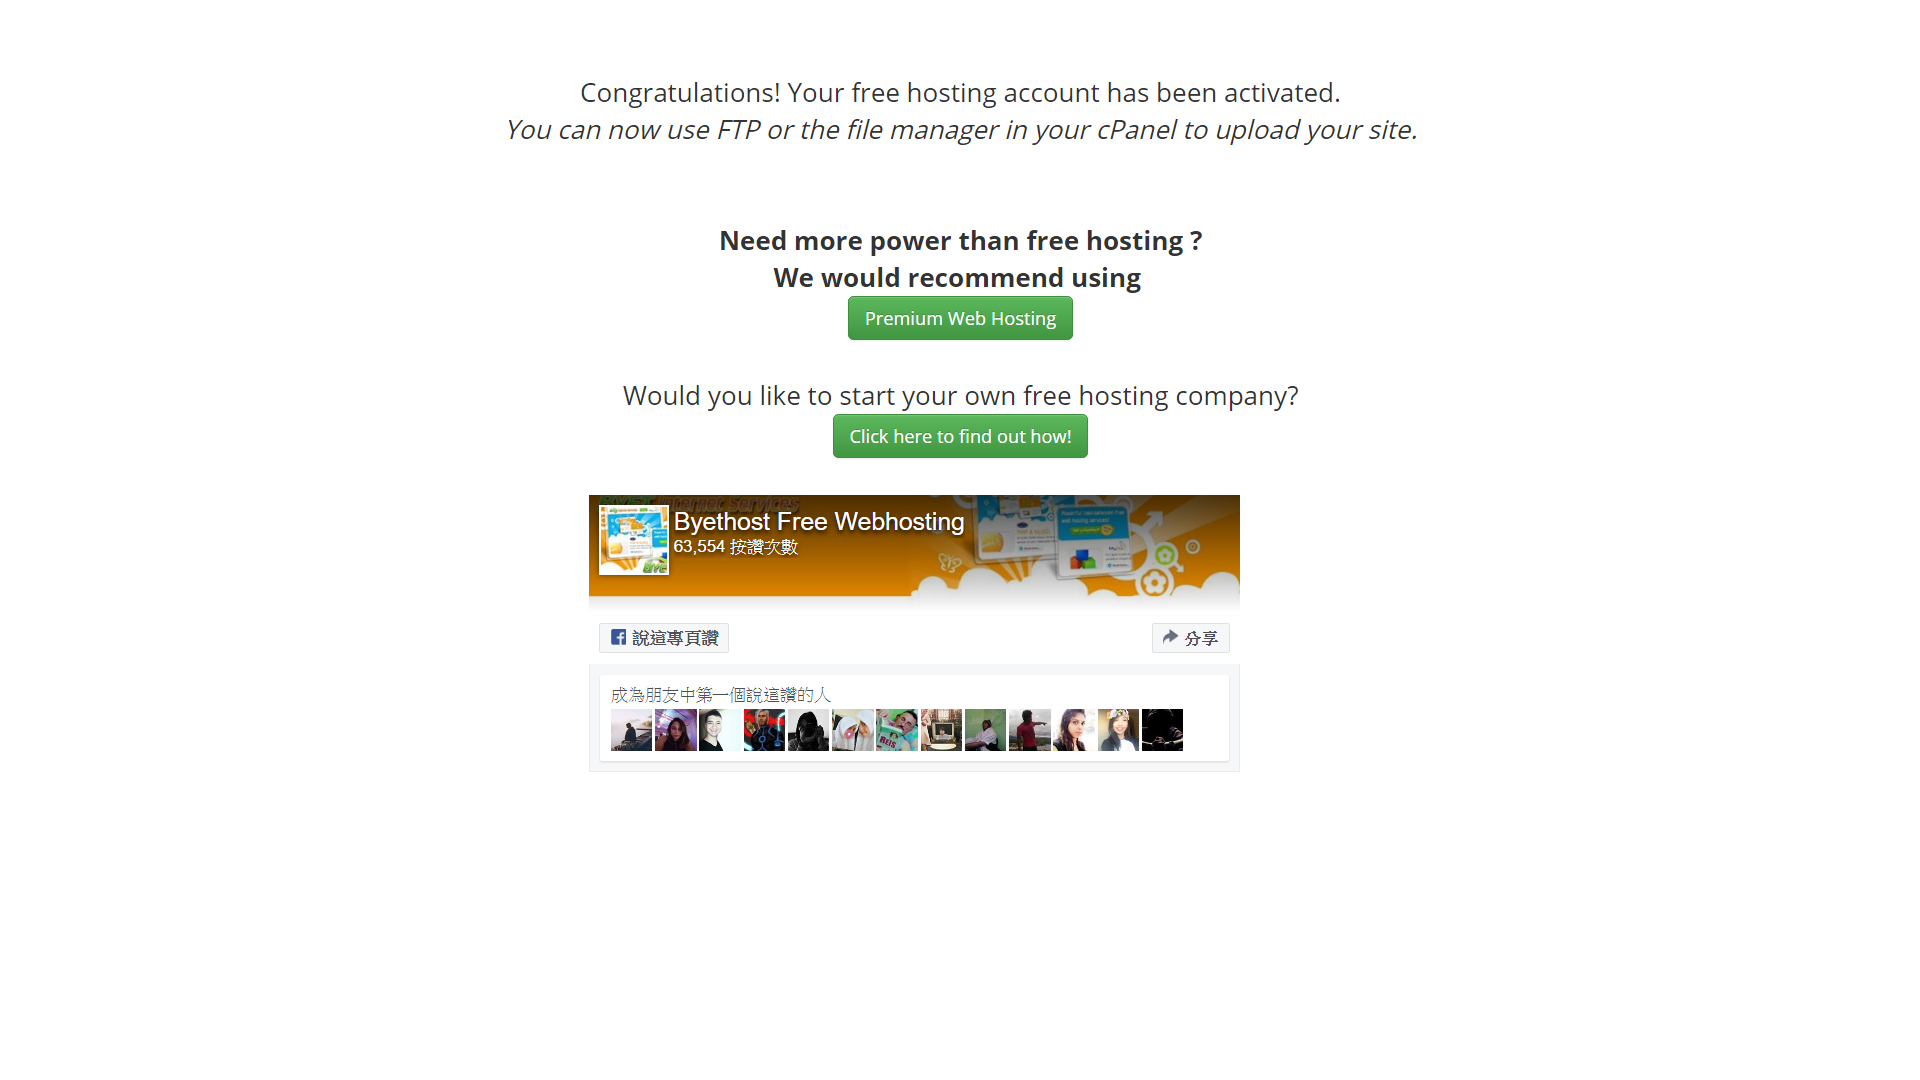 Congratulations! Your free hosting account has been activated.
You can now use FTP or the file manager in your cPanel to upload your site.
Need more power than free hosting ?
We would recommend using
Premium Web Hosting
Would you like to start your own free hosting company?
Click here to find out how!
Byethost Free Webhosting
63,554 按讚次數
說這專頁讚
分享
成為朋友中第一個說這讚的人